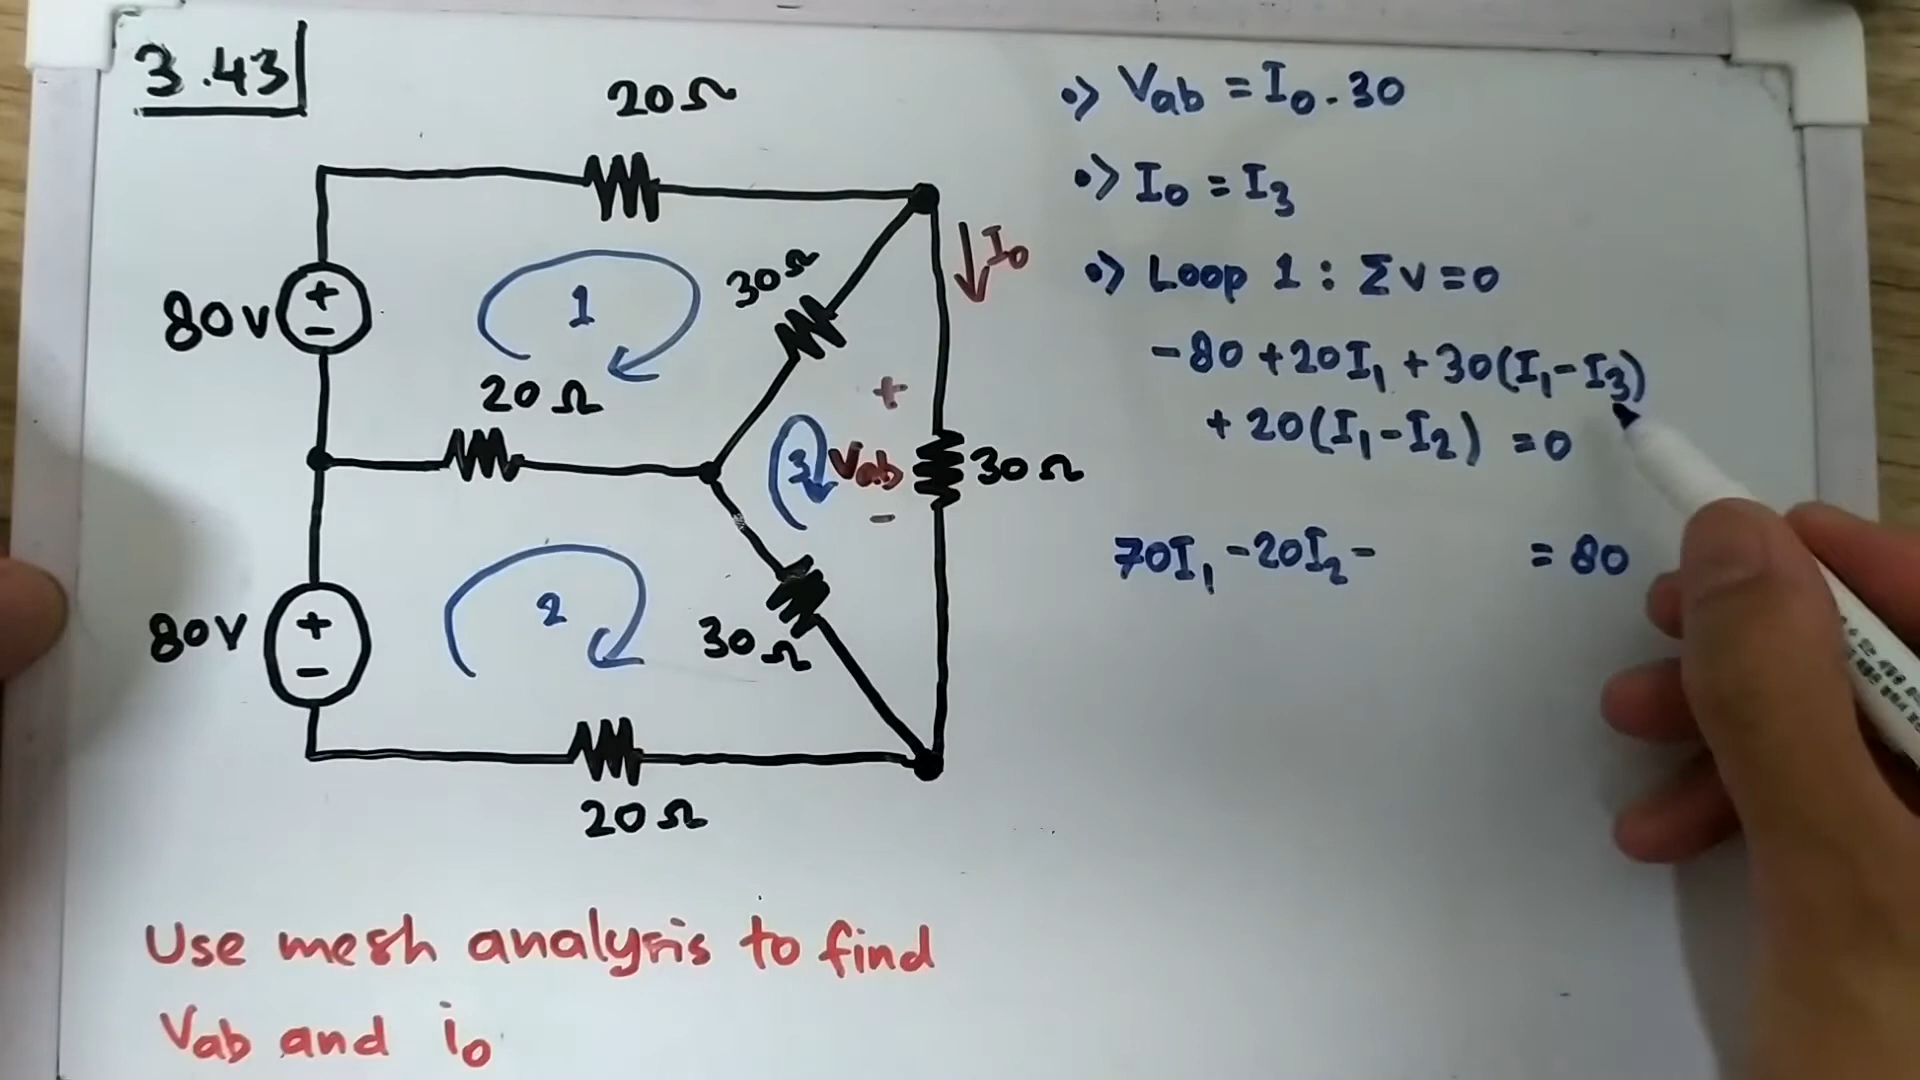 3.43
20Ω
80V
1
30Ω
I₀
20Ω
+
3
Vab
30Ω
-
2
80V
30Ω
20Ω
Use mesh analysis to find
Vab and i₀
•> Vab = I₀.30
•> I₀ = I₃
•> Loop 1 : Σv=0
-80+20I₁+30(I₁-I₃)
+20(I₁-I₂) =0
70I₁-20I₂- =80